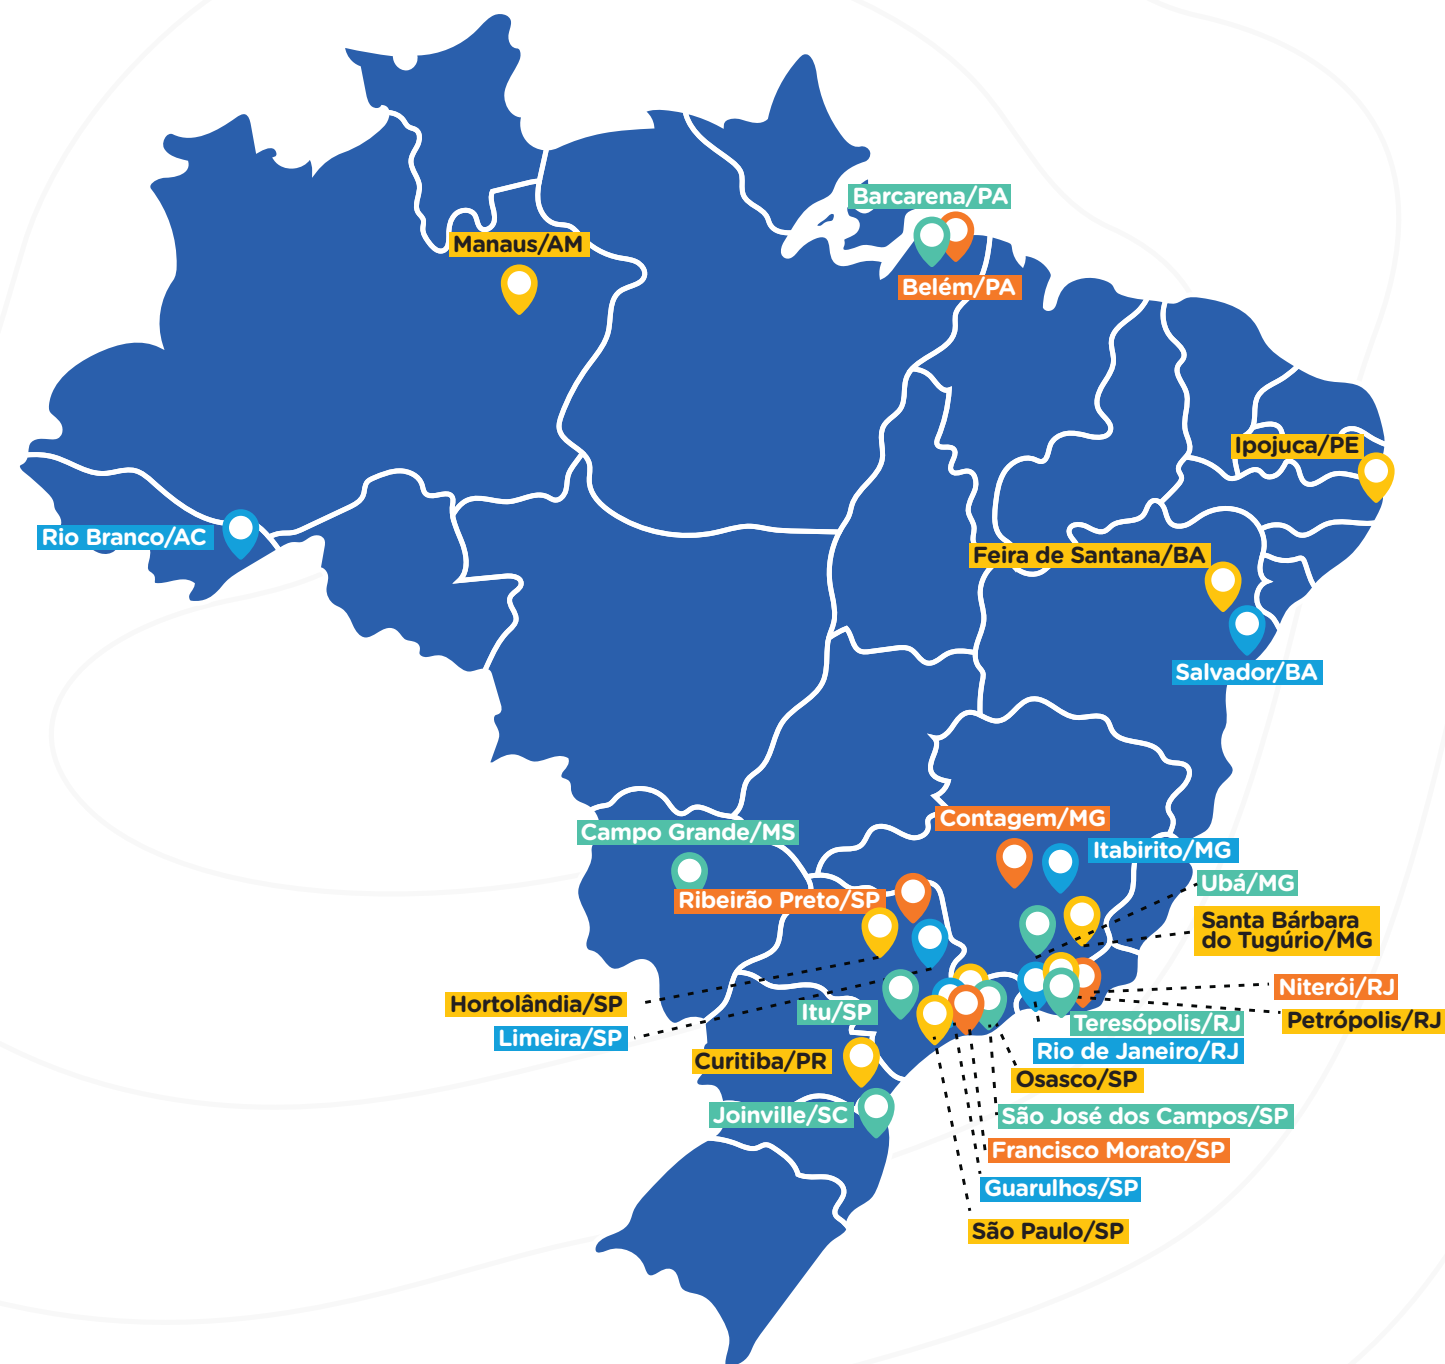 Barcarena/PA
Manaus/AM
Belém/PA
Ipojuca/PE
Rio Branco/AC
Feira de Santana/BA
Salvador/BA
Contagem/MG
Campo Grande/MS
Itabirito/MG
Ubá/MG
Ribeirão Preto/SP
Santa Bárbara
do Tugúrio/MG
Niterói/RJ
Hortolândia/SP
Itu/SP
Petrópolis/RJ
Teresópolis/RJ
Limeira/SP
Rio de Janeiro/RJ
Curitiba/PR
Osasco/SP
Joinville/SC
São José dos Campos/SP
Francisco Morato/SP
Guarulhos/SP
São Paulo/SP